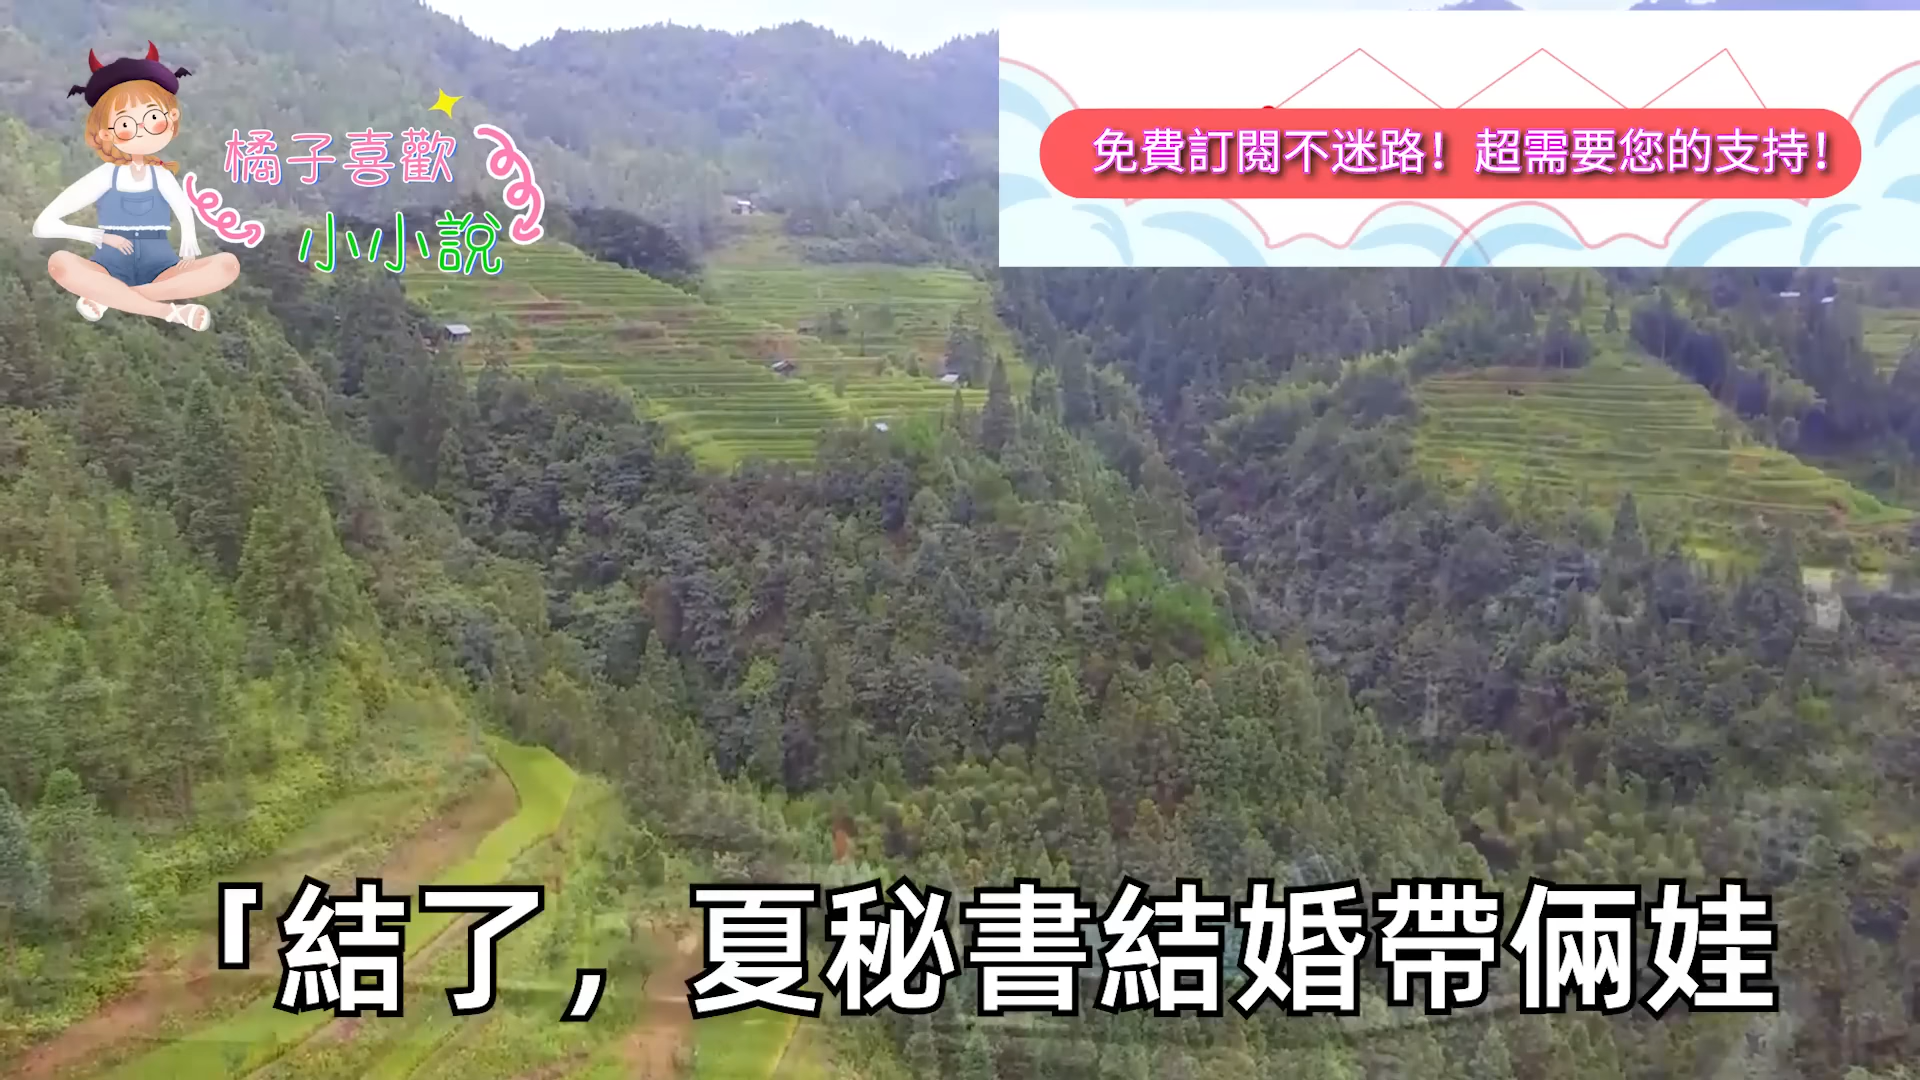 橘子喜歡
小小說
免費訂閱不迷路！超需要您的支持！
「結了，夏秘書結婚帶倆娃